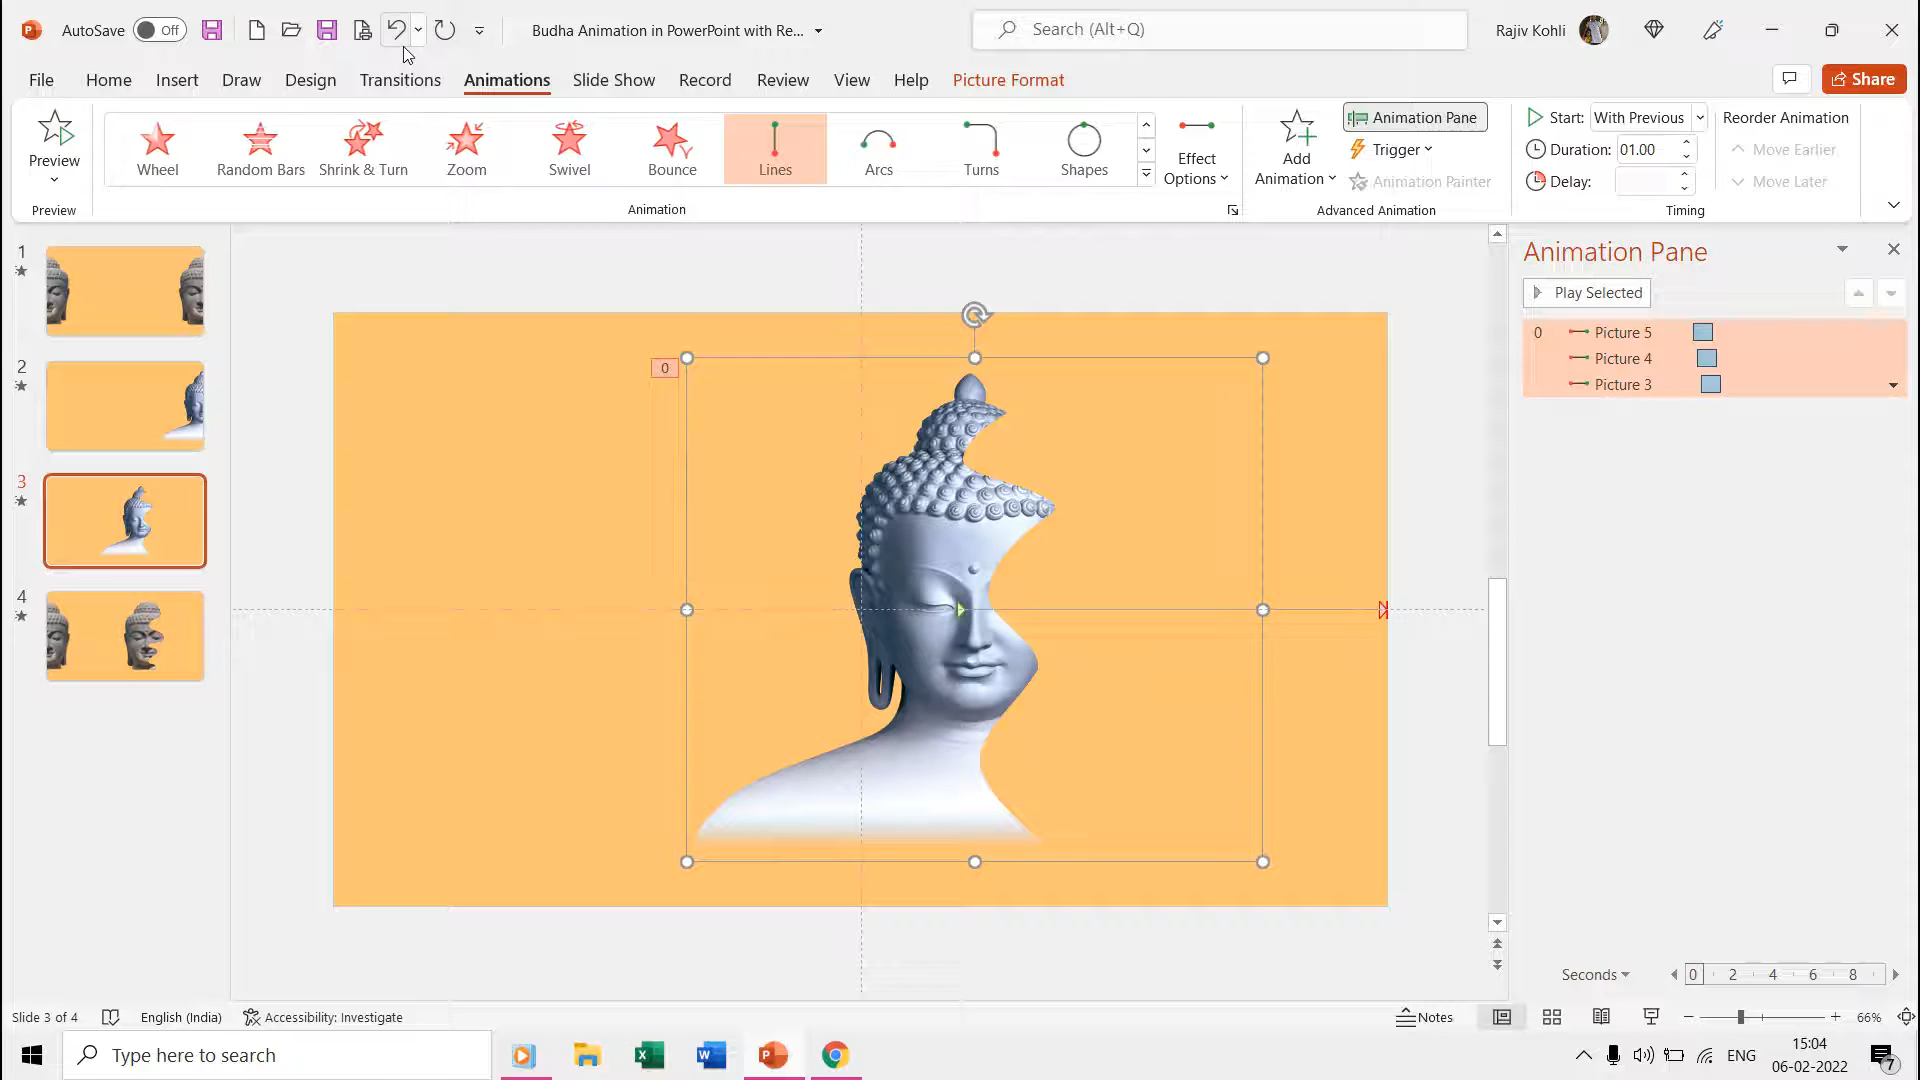 AutoSave Off
Budha Animation in PowerPoint with Re...
Search (Alt+Q)
Rajiv Kohli
File Home Insert Draw Design Transitions Animations Slide Show Record Review View Help Picture Format
Share
Preview
Wheel Random Bars Shrink & Turn Zoom Swivel Bounce Lines Arcs Turns Shapes
Effect Options
Add Animation
Animation Pane
Trigger
Animation Painter
Start: With Previous
Duration: 01.00
Delay:
Reorder Animation
Move Earlier
Move Later
Preview
Animation
Advanced Animation
Timing
1
2
3
4
0
Animation Pane
Play Selected
0 Picture 5
Picture 4
Picture 3
Seconds 0 2 4 6 8
Slide 3 of 4 English (India) Accessibility: Investigate
Notes
66%
Type here to search
ENG
15:04
06-02-2022
7